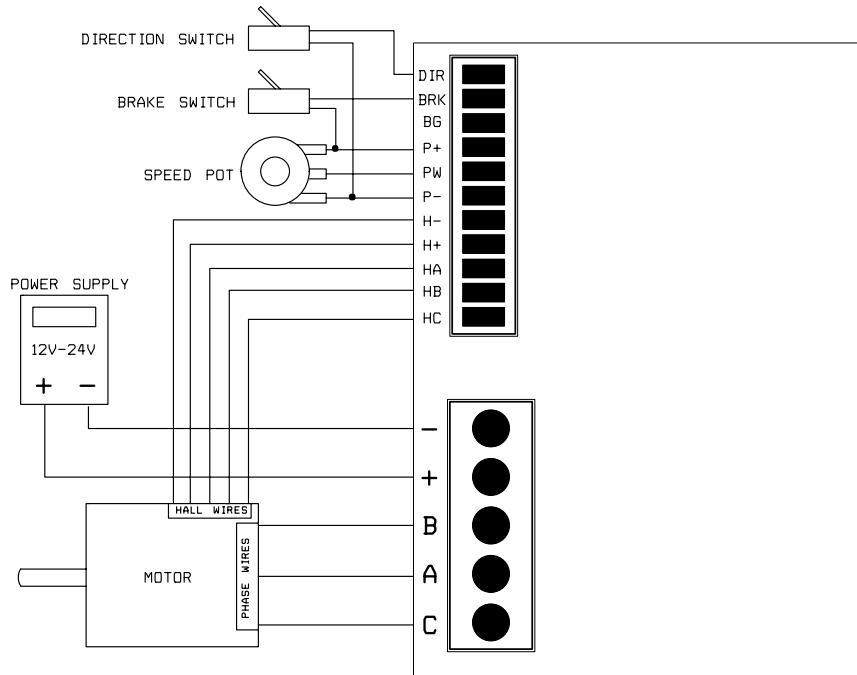 DIRECTION SWITCH
BRAKE SWITCH
SPEED POT
DIR
BRK
BG
P+
PW
P-
H-
H+
HA
HB
HC
POWER SUPPLY
12V-24V
+ -
-
+
B
A
C
HALL WIRES
PHASE WIRES
MOTOR